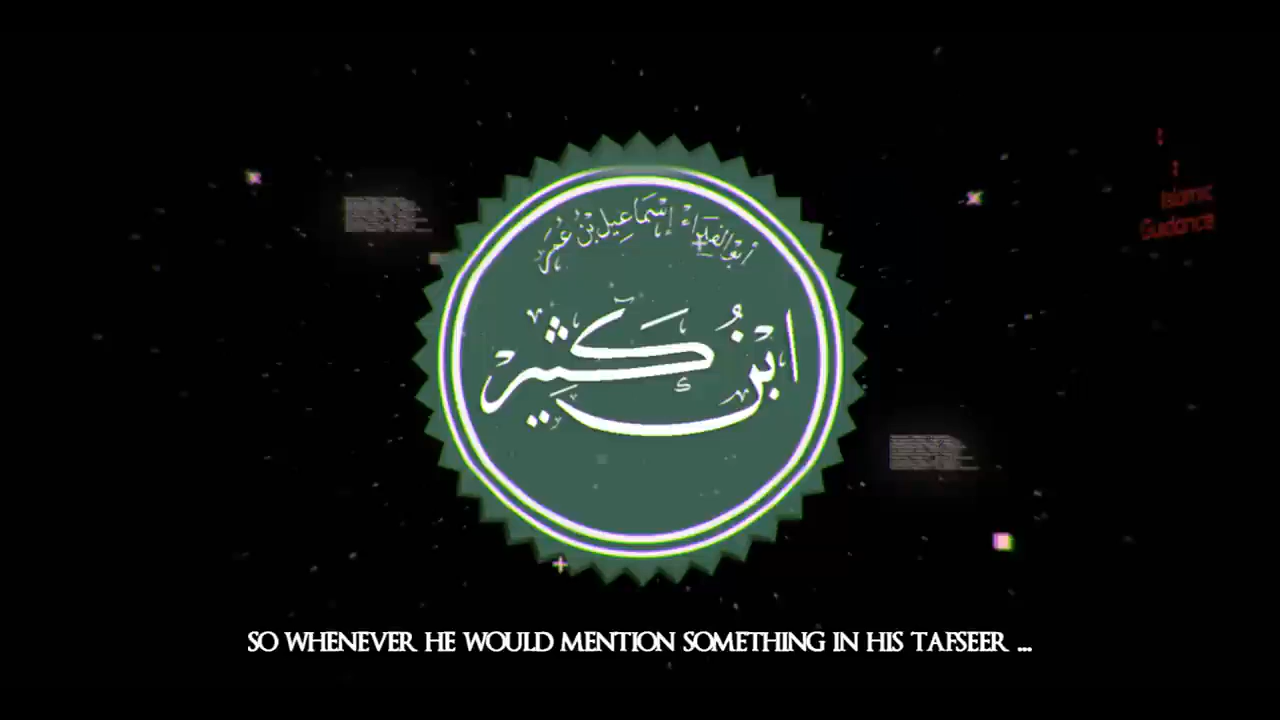 أبو الفداء إسماعيل بن عمر
ابن كثير
Islamic
Guidance
SO WHENEVER HE WOULD MENTION SOMETHING IN HIS TAFSEER ...